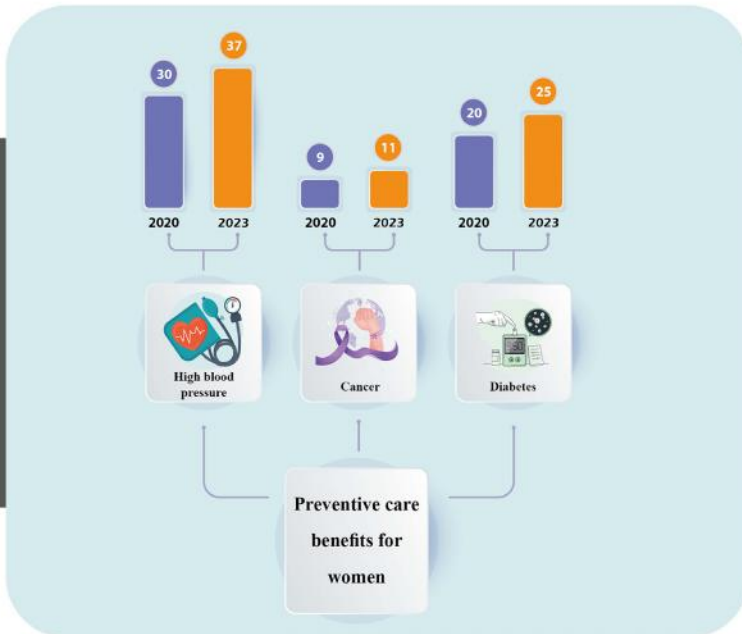 30
37
9
11
20
25
2020
2023
2020
2023
2020
2023
High blood
pressure
Cancer
Diabetes
Preventive care
benefits for
women